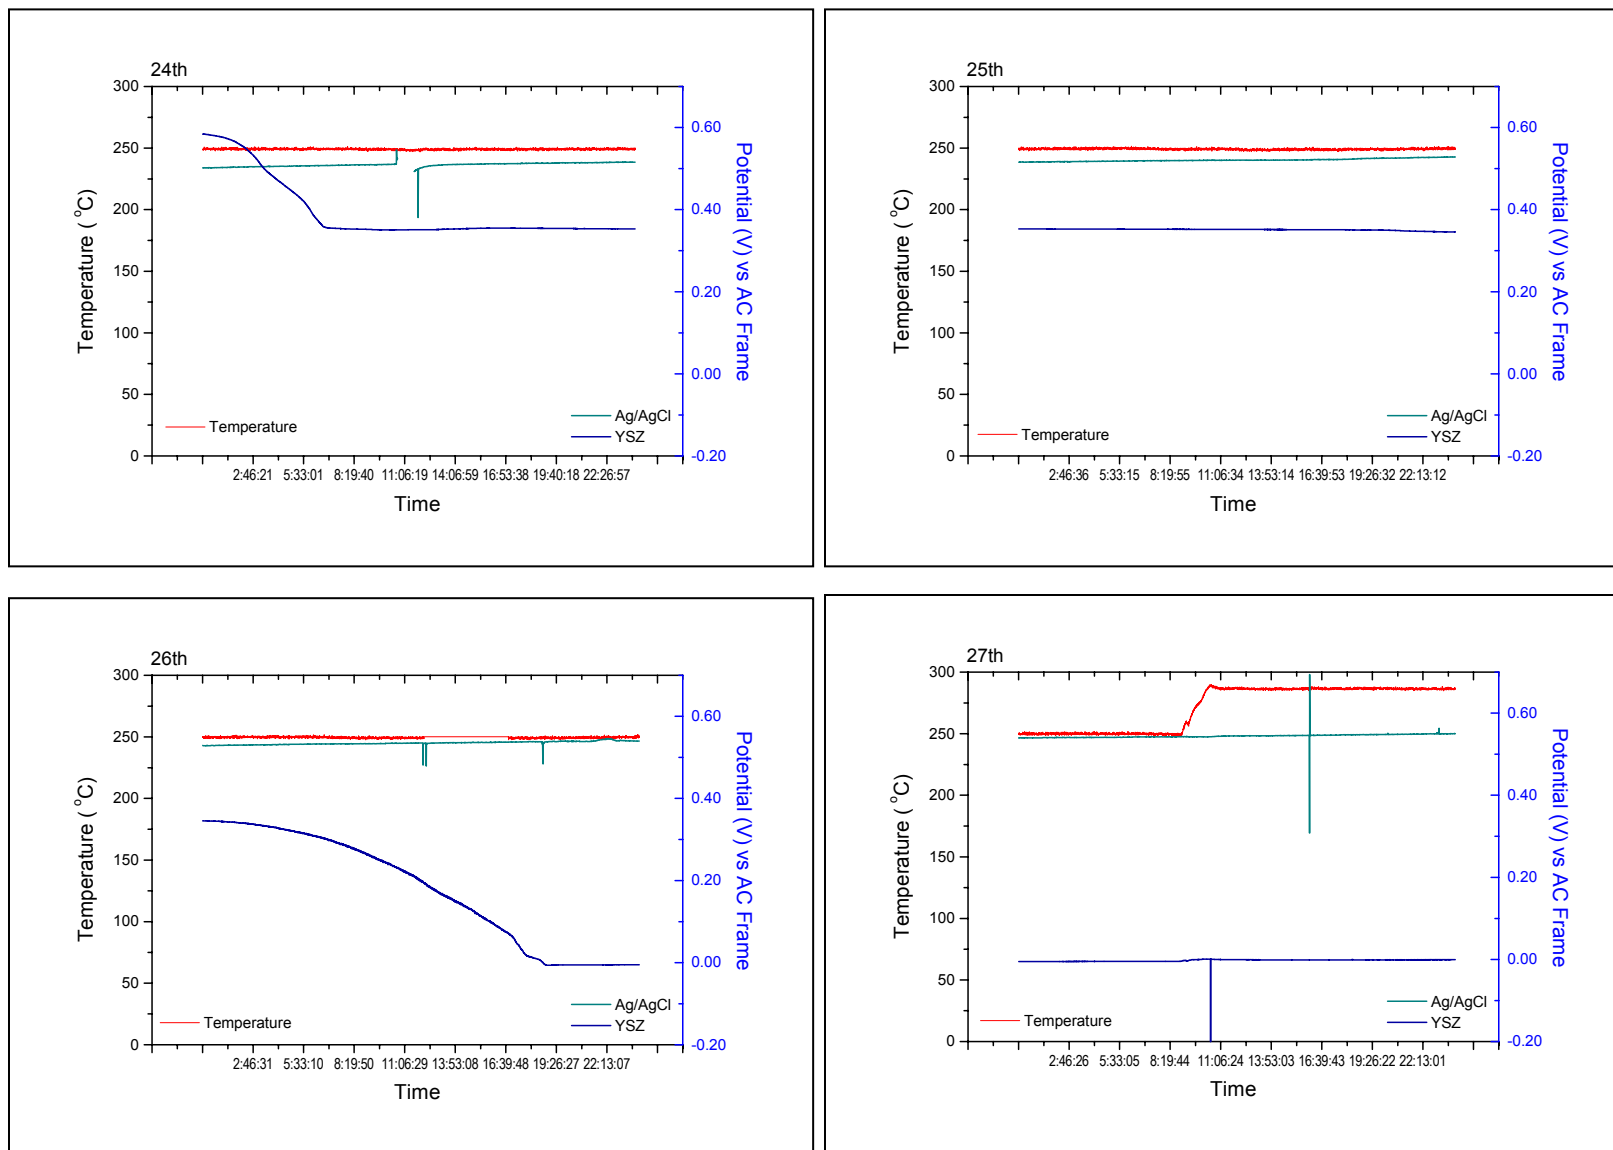 24th
300
250
200
150
100
50
0
Temperature ( °C)
0.60
0.40
0.20
0.00
-0.20
Potential (V) vs AC Frame
Temperature
Ag/AgCl
YSZ
2:46:21 5:33:01 8:19:40 11:06:19 14:06:59 16:53:38 19:40:18 22:26:57
Time
25th
300
250
200
150
100
50
0
Temperature ( °C)
0.60
0.40
0.20
0.00
-0.20
Potential (V) vs AC Frame
Temperature
Ag/AgCl
YSZ
2:46:36 5:33:15 8:19:55 11:06:34 13:53:14 16:39:53 19:26:32 22:13:12
Time
26th
300
250
200
150
100
50
0
Temperature ( °C)
0.60
0.40
0.20
0.00
-0.20
Potential (V) vs AC Frame
Temperature
Ag/AgCl
YSZ
2:46:31 5:33:10 8:19:50 11:06:29 13:53:08 16:39:48 19:26:27 22:13:07
Time
27th
300
250
200
150
100
50
0
Temperature ( °C)
0.60
0.40
0.20
0.00
-0.20
Potential (V) vs AC Frame
Temperature
Ag/AgCl
YSZ
2:46:26 5:33:05 8:19:44 11:06:24 13:53:03 16:39:43 19:26:22 22:13:01
Time